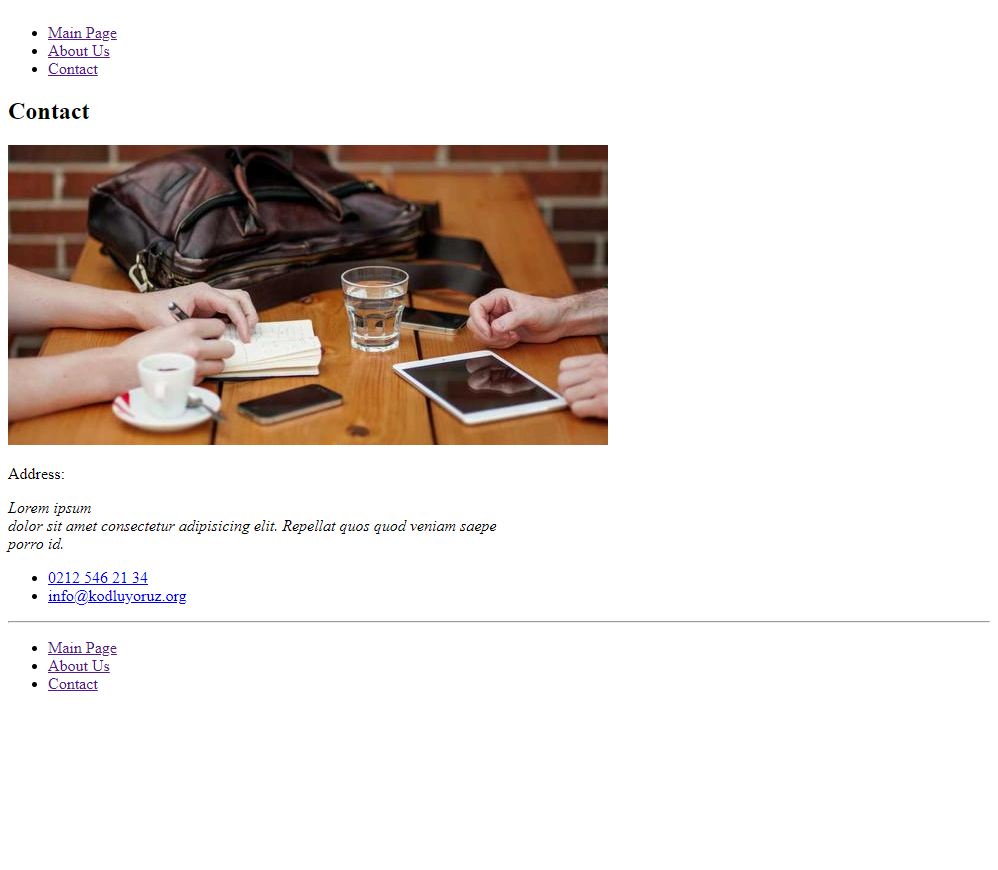 Main Page
About Us
Contact
Contact
Address:
Lorem ipsum
dolor sit amet consectetur adipisicing elit. Repellat quos quod veniam saepe
porro id.
0212 546 21 34
info@kodluyoruz.org
Main Page
About Us
Contact